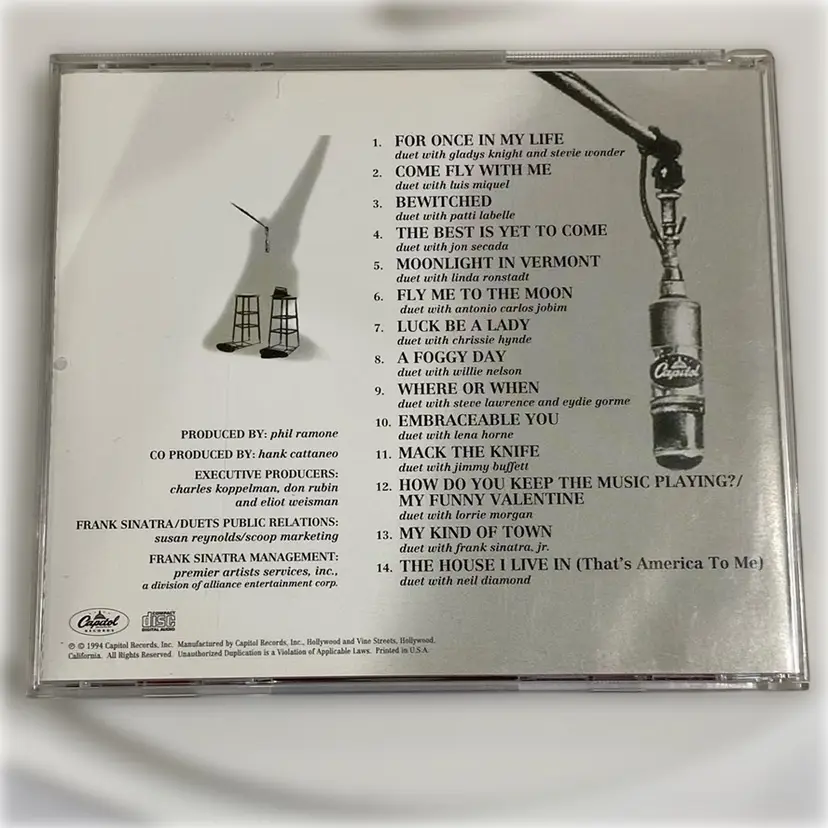 1. FOR ONCE IN MY LIFE
duet with gladys knight and stevie wonder
2. COME FLY WITH ME
duet with luis miquel
3. BEWITCHED
duet with patti labelle
4. THE BEST IS YET TO COME
duet with jon secada
5. MOONLIGHT IN VERMONT
duet with linda ronstadt
6. FLY ME TO THE MOON
duet with antonio carlos jobim
7. LUCK BE A LADY
duet with chrissie hynde
8. A FOGGY DAY
duet with willie nelson
9. WHERE OR WHEN
duet with steve lawrence and eydie gorme
10. EMBRACEABLE YOU
duet with lena horne
11. MACK THE KNIFE
duet with jimmy buffett
12. HOW DO YOU KEEP THE MUSIC PLAYING?/
MY FUNNY VALENTINE
duet with lorrie morgan
13. MY KIND OF TOWN
duet with frank sinatra, jr.
14. THE HOUSE I LIVE IN (That's America To Me)
duet with neil diamond
Capitol
PRODUCED BY: phil ramone
CO PRODUCED BY: hank cattaneo
EXECUTIVE PRODUCERS:
charles koppelman, don rubin
and eliot weisman
FRANK SINATRA/DUETS PUBLIC RELATIONS:
susan reynolds/scoop marketing
FRANK SINATRA MANAGEMENT:
premier artists services, inc.,
a division of alliance entertainment corp.
Capitol
RECORDS
COMPACT
disc
DIGITAL AUDIO
℗ © 1994 Capitol Records, Inc. Manufactured by Capitol Records, Inc., Hollywood and Vine Streets, Hollywood,
California. All Rights Reserved. Unauthorized Duplication is a Violation of Applicable Laws. Printed in U.S.A.